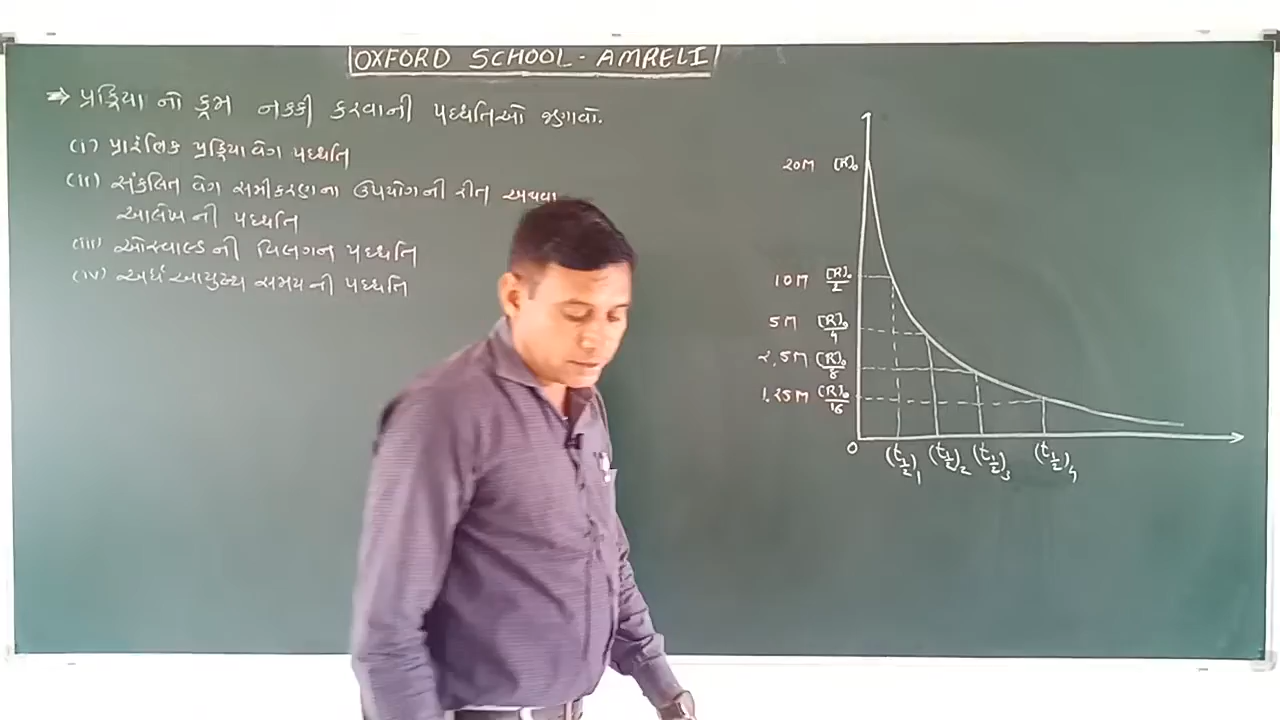 OXFORD SCHOOL - AMRELI
⇒ પ્રક્રિયા નો ક્રમ નકકી કરવાની પધ્ધતિઓ જણાવો.
(i) પ્રારંભિક પ્રક્રિયા વેગ પધ્ધતિ
(ii) સંકલિત વેગ સમીકરણના ઉપયોગની રીત અથવા
આલેખ ની પધ્ધતિ
(iii) ઓસ્વાલ્ડ ની વિલગન પધ્ધતિ
(iv) અર્ધ આયુષ્ય સમય ની પધ્ધતિ
20M [R]₀
10M [R]₀/2
5M [R]₀/4
2.5M [R]₀/8
1.25M [R]₀/16
0 (t½)₁ (t½)₂ (t½)₃ (t½)₄